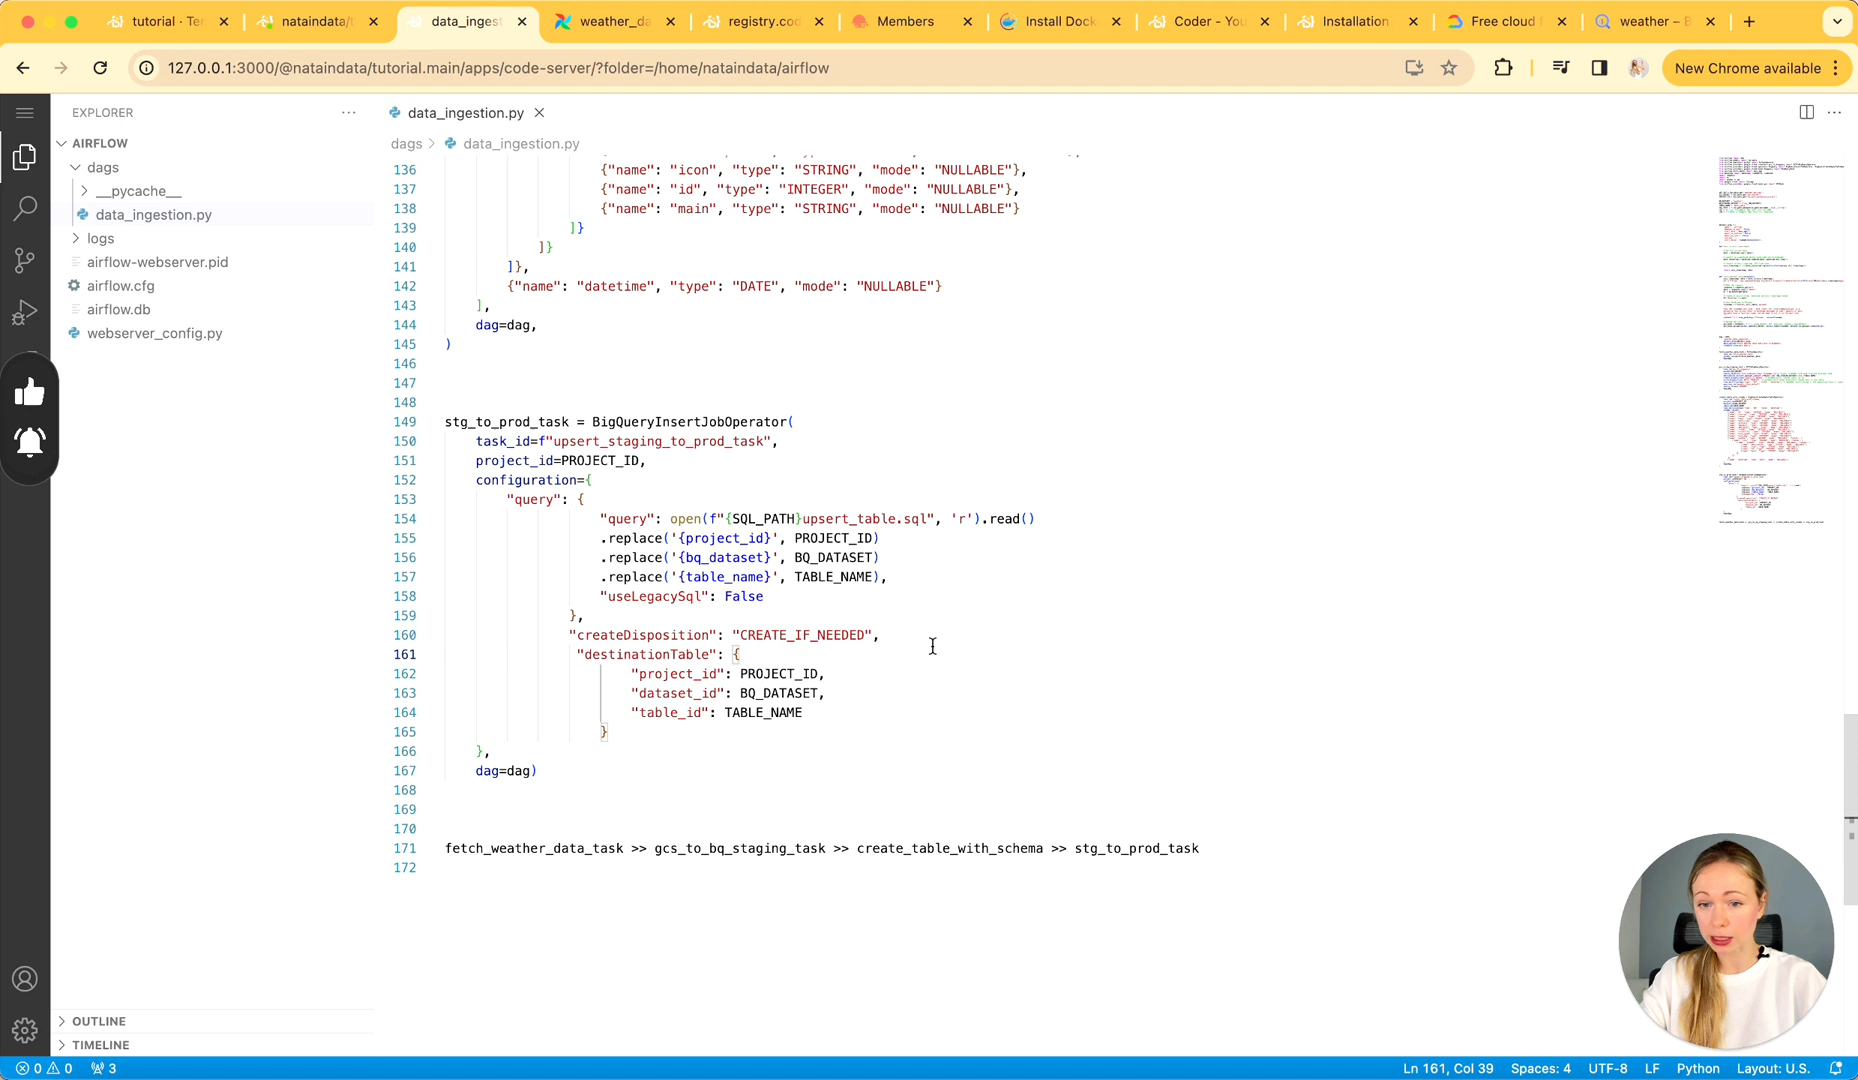 tutorial · Te
nataindata/t
data_ingest
weather_da
registry.cod
Members
Install Dock
Coder - You
Installation
Free cloud
weather – B
127.0.0.1:3000/@nataindata/tutorial.main/apps/code-server/?folder=/home/nataindata/airflow
New Chrome available
EXPLORER
AIRFLOW
dags
__pycache__
data_ingestion.py
logs
airflow-webserver.pid
airflow.cfg
airflow.db
webserver_config.py
OUTLINE
TIMELINE
data_ingestion.py
dags > data_ingestion.py
136 {"name": "icon", "type": "STRING", "mode": "NULLABLE"},
137 {"name": "id", "type": "INTEGER", "mode": "NULLABLE"},
138 {"name": "main", "type": "STRING", "mode": "NULLABLE"}
139 ]}
140 ]}
141 ]},
142 {"name": "datetime", "type": "DATE", "mode": "NULLABLE"}
143 ],
144 dag=dag,
145 )
146
147
148
149 stg_to_prod_task = BigQueryInsertJobOperator(
150 task_id=f"upsert_staging_to_prod_task",
151 project_id=PROJECT_ID,
152 configuration={
153 "query": {
154 "query": open(f"{SQL_PATH}upsert_table.sql", 'r').read()
155 .replace('{project_id}', PROJECT_ID)
156 .replace('{bq_dataset}', BQ_DATASET)
157 .replace('{table_name}', TABLE_NAME),
158 "useLegacySql": False
159 },
160 "createDisposition": "CREATE_IF_NEEDED",
161 "destinationTable": {
162 "project_id": PROJECT_ID,
163 "dataset_id": BQ_DATASET,
164 "table_id": TABLE_NAME
165 }
166 },
167 dag=dag)
168
169
170
171 fetch_weather_data_task >> gcs_to_bq_staging_task >> create_table_with_schema >> stg_to_prod_task
172
0 0 3
Ln 161, Col 39 Spaces: 4 UTF-8 LF Python Layout: U.S.